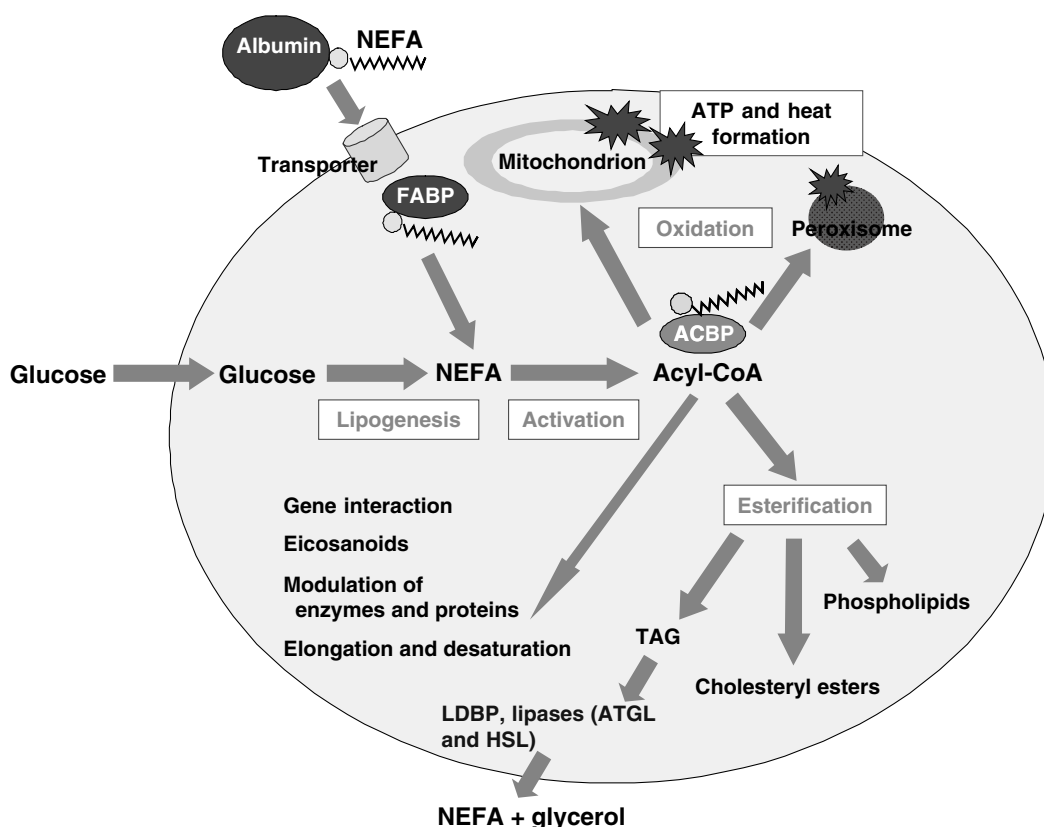 Albumin
NEFA
ATP and heat
formation
Mitochondrion
Transporter
FABP
Oxidation
Peroxisome
ACBP
Glucose
Glucose
NEFA
Acyl-CoA
Lipogenesis
Activation
Gene interaction
Esterification
Eicosanoids
Modulation of
enzymes and proteins
Phospholipids
Elongation and desaturation
TAG
Cholesteryl esters
LDBP, lipases (ATGL
and HSL)
NEFA + glycerol